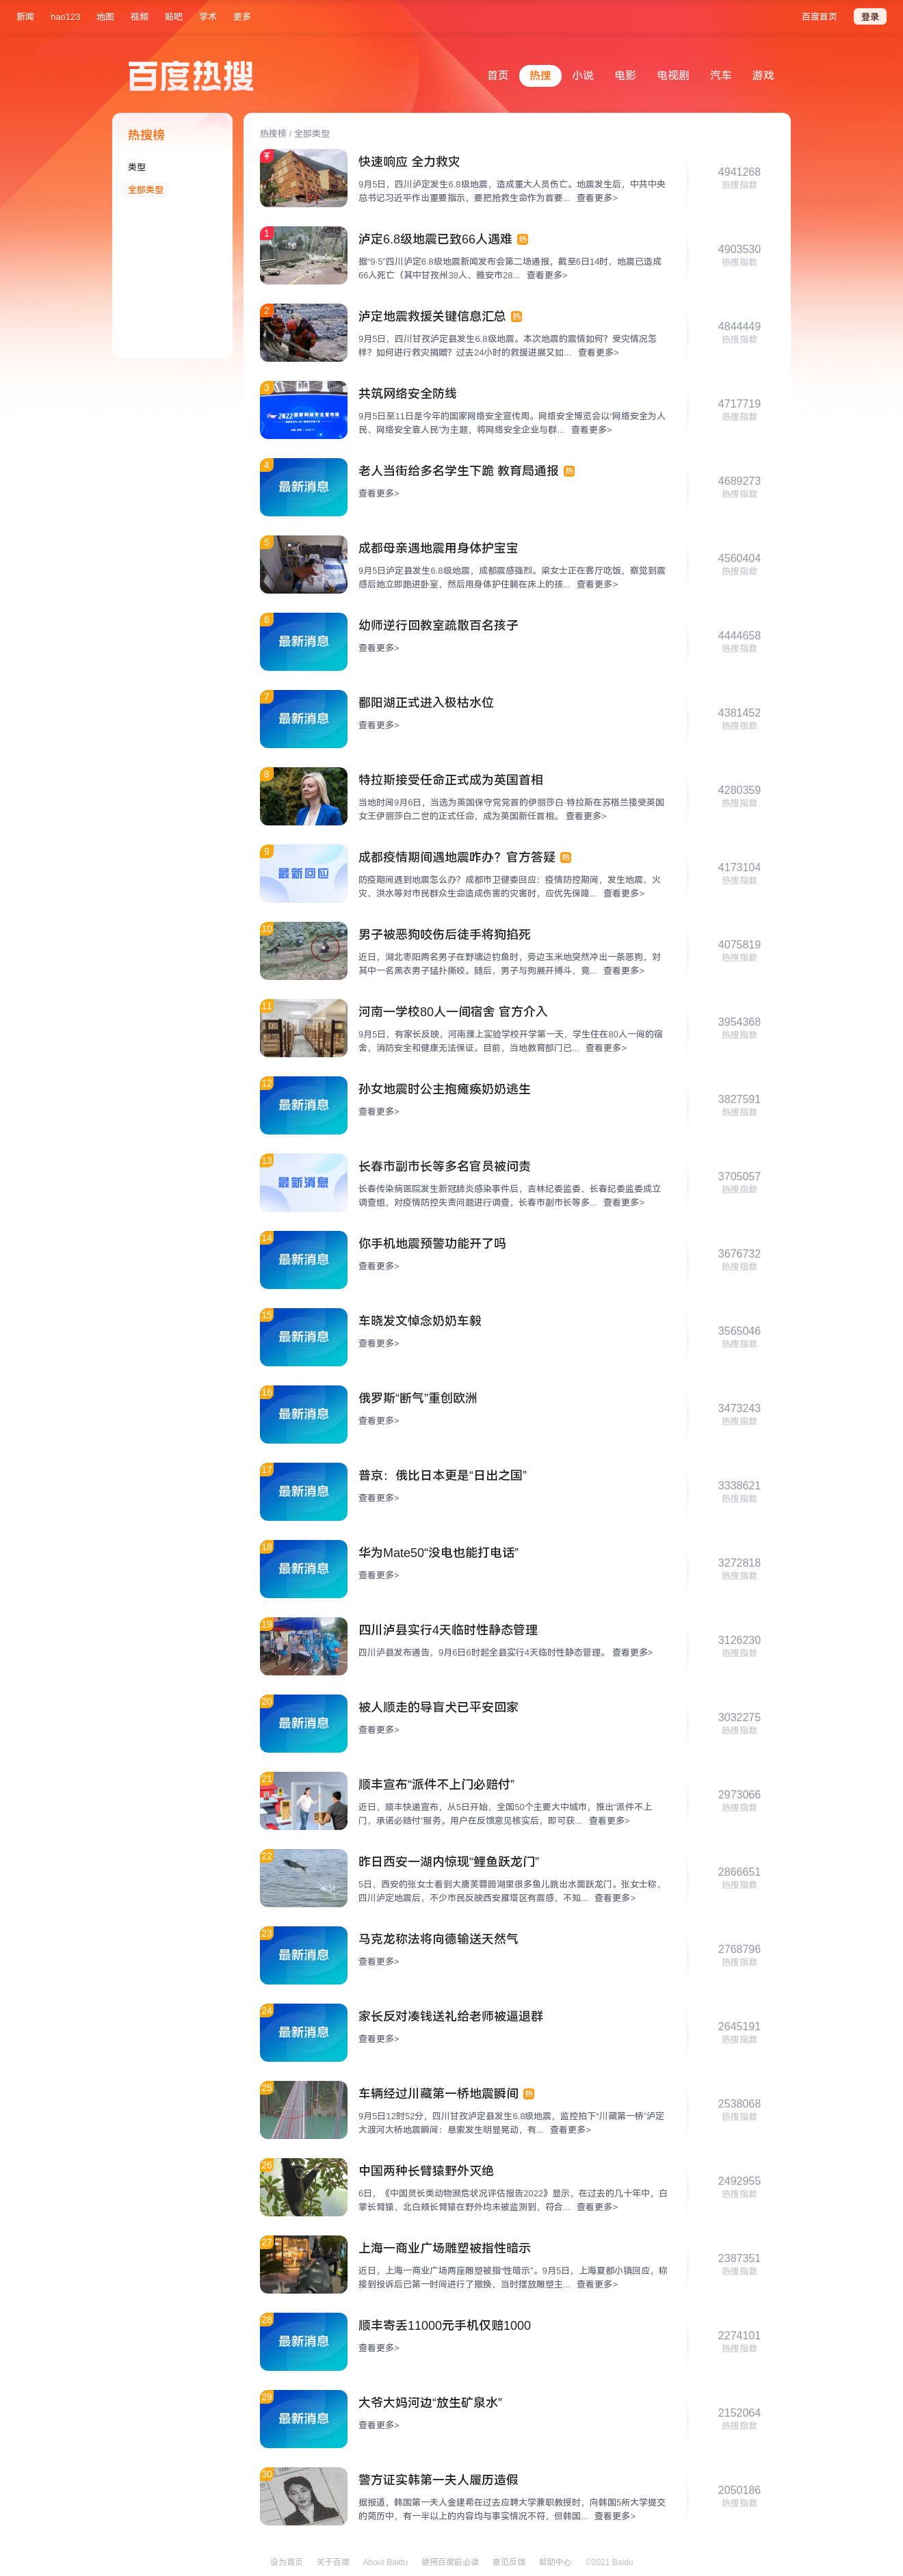 新闻 hao123 地图 视频 贴吧 学术 更多 百度首页 登录
百度热搜
首页 热搜 小说 电影 电视剧 汽车 游戏
热搜榜
类型
全部类型
热搜榜 / 全部类型
快速响应 全力救灾
9月5日，四川泸定发生6.8级地震，造成重大人员伤亡。地震发生后，中共中央
总书记习近平作出重要指示，要把抢救生命作为首要... 查看更多>
4941268
热搜指数
1
泸定6.8级地震已致66人遇难 热
据“9·5”四川泸定6.8级地震新闻发布会第二场通报，截至6日14时，地震已造成
66人死亡（其中甘孜州38人、雅安市28... 查看更多>
4903530
热搜指数
2
泸定地震救援关键信息汇总 热
9月5日，四川甘孜泸定县发生6.8级地震。本次地震的震情如何？受灾情况怎
样？如何进行救灾捐赠？过去24小时的救援进展又如... 查看更多>
4844449
热搜指数
3
2022国家网络安全宣传周
共筑网络安全防线
9月5日至11日是今年的国家网络安全宣传周。网络安全博览会以“网络安全为人
民、网络安全靠人民”为主题，将网络安全企业与群... 查看更多>
4717719
热搜指数
4
最新消息
老人当街给多名学生下跪 教育局通报 热
查看更多>
4689273
热搜指数
5
成都母亲遇地震用身体护宝宝
9月5日泸定县发生6.8级地震，成都震感强烈。梁女士正在客厅吃饭，察觉到震
感后她立即跑进卧室，然后用身体护住躺在床上的孩... 查看更多>
4560404
热搜指数
6
最新消息
幼师逆行回教室疏散百名孩子
查看更多>
4444658
热搜指数
7
最新消息
鄱阳湖正式进入极枯水位
查看更多>
4381452
热搜指数
8
特拉斯接受任命正式成为英国首相
当地时间9月6日，当选为英国保守党党首的伊丽莎白·特拉斯在苏格兰接受英国
女王伊丽莎白二世的正式任命，成为英国新任首相。 查看更多>
4280359
热搜指数
9
最新回应
成都疫情期间遇地震咋办？官方答疑 热
防疫期间遇到地震怎么办？成都市卫健委回应：疫情防控期间，发生地震、火
灾、洪水等对市民群众生命造成伤害的灾害时，应优先保障... 查看更多>
4173104
热搜指数
10
男子被恶狗咬伤后徒手将狗掐死
近日，湖北枣阳两名男子在野塘边钓鱼时，旁边玉米地突然冲出一条恶狗，对
其中一名黑衣男子猛扑撕咬。随后，男子与狗展开搏斗，竟... 查看更多>
4075819
热搜指数
11
河南一学校80人一间宿舍 官方介入
9月5日，有家长反映，河南濮上实验学校开学第一天，学生住在80人一间的宿
舍，消防安全和健康无法保证。目前，当地教育部门已... 查看更多>
3954368
热搜指数
12
最新消息
孙女地震时公主抱瘫痪奶奶逃生
查看更多>
3827591
热搜指数
13
最新消息
长春市副市长等多名官员被问责
长春传染病医院发生新冠肺炎感染事件后，吉林纪委监委、长春纪委监委成立
调查组，对疫情防控失责问题进行调查，长春市副市长等多... 查看更多>
3705057
热搜指数
14
最新消息
你手机地震预警功能开了吗
查看更多>
3676732
热搜指数
15
最新消息
车晓发文悼念奶奶车毅
查看更多>
3565046
热搜指数
16
最新消息
俄罗斯“断气”重创欧洲
查看更多>
3473243
热搜指数
17
最新消息
普京：俄比日本更是“日出之国”
查看更多>
3338621
热搜指数
18
最新消息
华为Mate50“没电也能打电话”
查看更多>
3272818
热搜指数
19
四川泸县实行4天临时性静态管理
四川泸县发布通告，9月6日6时起全县实行4天临时性静态管理。 查看更多>
3126230
热搜指数
20
最新消息
被人顺走的导盲犬已平安回家
查看更多>
3032275
热搜指数
21
顺丰宣布“派件不上门必赔付”
近日，顺丰快递宣布，从5日开始，全国50个主要大中城市，推出“派件不上
门，承诺必赔付”服务。用户在反馈意见核实后，即可获... 查看更多>
2973066
热搜指数
22
昨日西安一湖内惊现“鲤鱼跃龙门”
5日，西安的张女士看到大唐芙蓉园湖里很多鱼儿跳出水面跃龙门。张女士称，
四川泸定地震后，不少市民反映西安雁塔区有震感，不知... 查看更多>
2866651
热搜指数
23
最新消息
马克龙称法将向德输送天然气
查看更多>
2768796
热搜指数
24
最新消息
家长反对凑钱送礼给老师被逼退群
查看更多>
2645191
热搜指数
25
车辆经过川藏第一桥地震瞬间 热
9月5日12时52分，四川甘孜泸定县发生6.8级地震，监控拍下“川藏第一桥”泸定
大渡河大桥地震瞬间：悬索发生明显晃动，有... 查看更多>
2538068
热搜指数
26
中国两种长臂猿野外灭绝
6日，《中国灵长类动物濒危状况评估报告2022》显示，在过去的几十年中，白
掌长臂猿、北白颊长臂猿在野外均未被监测到，符合... 查看更多>
2492955
热搜指数
27
上海一商业广场雕塑被指性暗示
近日，上海一商业广场两座雕塑被指“性暗示”。9月5日，上海夏都小镇回应，称
接到投诉后已第一时间进行了撤换，当时摆放雕塑主... 查看更多>
2387351
热搜指数
28
最新消息
顺丰寄丢11000元手机仅赔1000
查看更多>
2274101
热搜指数
29
最新消息
大爷大妈河边“放生矿泉水”
查看更多>
2152064
热搜指数
30
警方证实韩第一夫人履历造假
据报道，韩国第一夫人金建希在过去应聘大学兼职教授时，向韩国5所大学提交
的简历中，有一半以上的内容均与事实情况不符，但韩国... 查看更多>
2050186
热搜指数
设为首页 关于百度 About Baidu 使用百度前必读 意见反馈 帮助中心 ©2021 Baidu